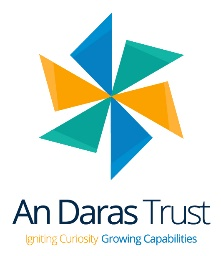 An Daras Trust
Igniting Curiosity Growing Capabilities